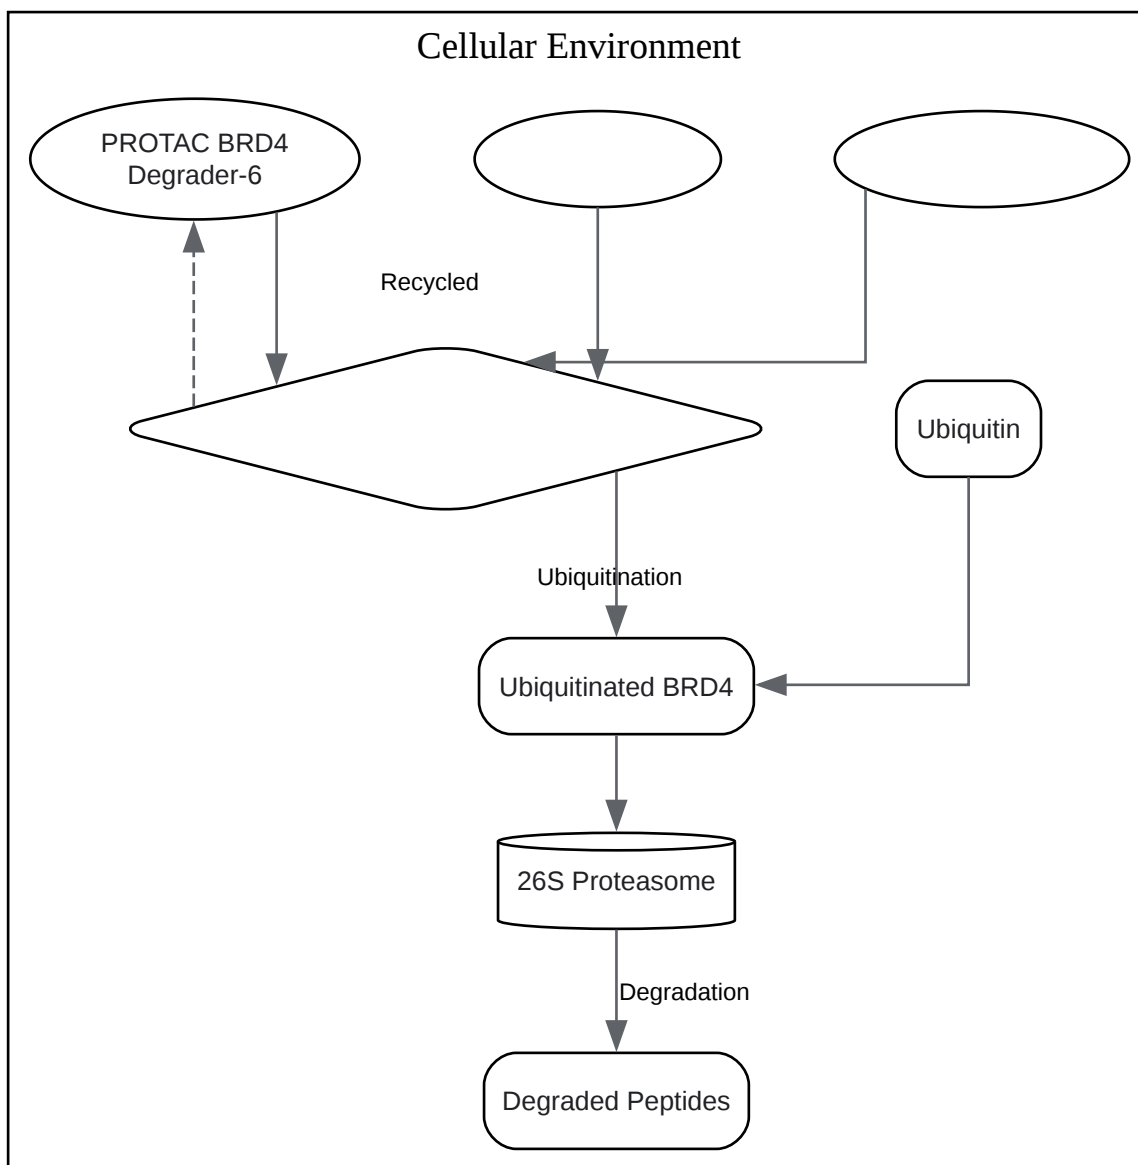 Cellular Environment
PROTAC BRD4
Degrader-6
Recycled
Ubiquitin
Ubiquitination
Ubiquitinated BRD4
26S Proteasome
Degradation
Degraded Peptides